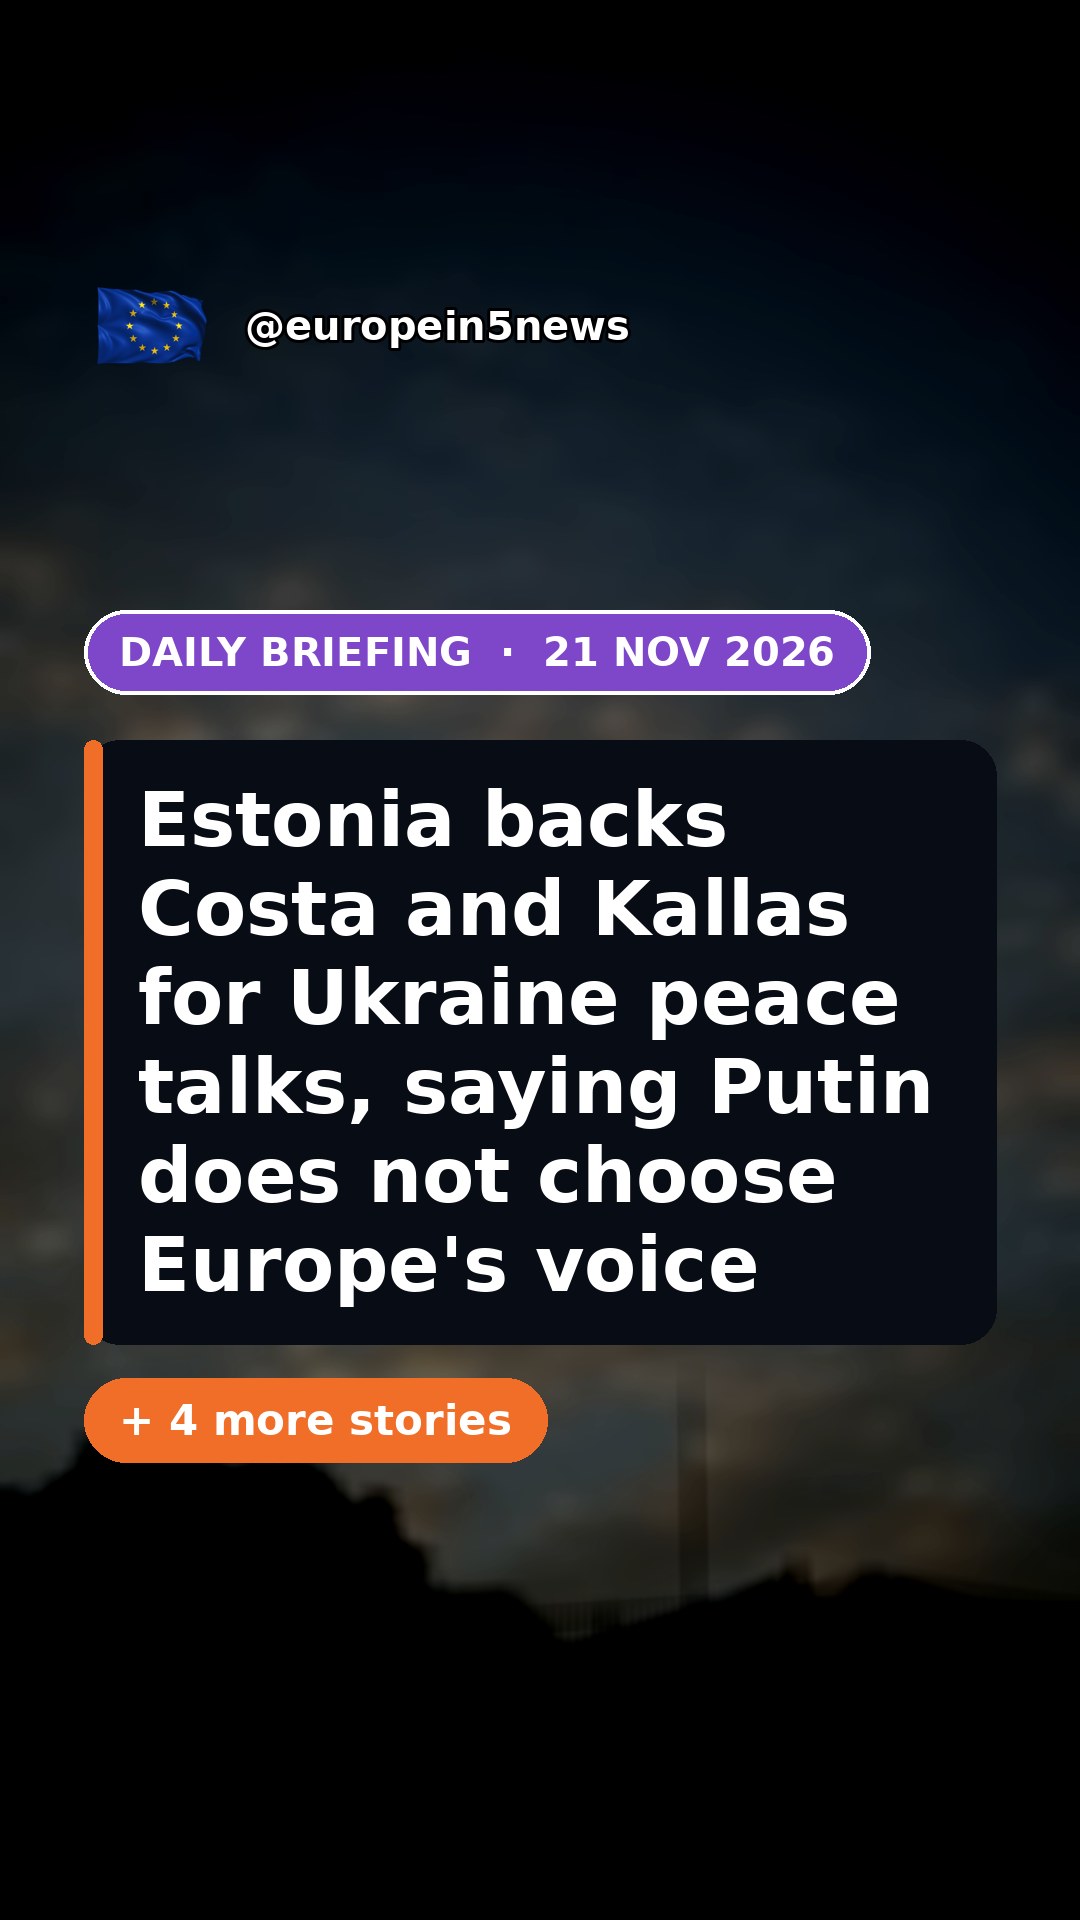 @europein5news
DAILY BRIEFING · 21 NOV 2026
Estonia backs
Costa and Kallas
for Ukraine peace
talks, saying Putin
does not choose
Europe's voice
+ 4 more stories